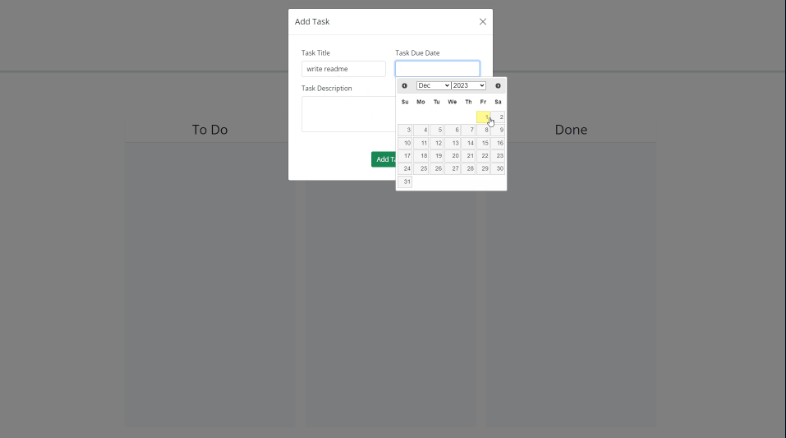 Add Task
Task Title
Task Due Date
write readme
Dec 2023
Task Description
Su Mo Tu We Th Fr Sa
1 2
3 4 5 6 7 8 9
10 11 12 13 14 15 16
17 18 19 20 21 22 23
24 25 26 27 28 29 30
31
To Do
Done
Add Ta